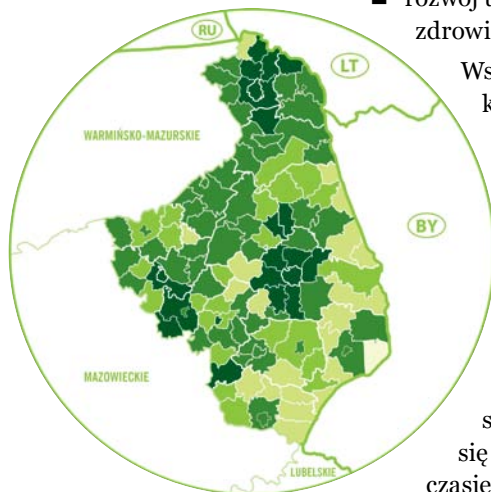 rozwój
zdrowi
RU
LT
Ws
k
WARMIŃSKO-MAZURSKIE
BY
MAZOWIECKIE
s
się
LUBELSKIE
czasie